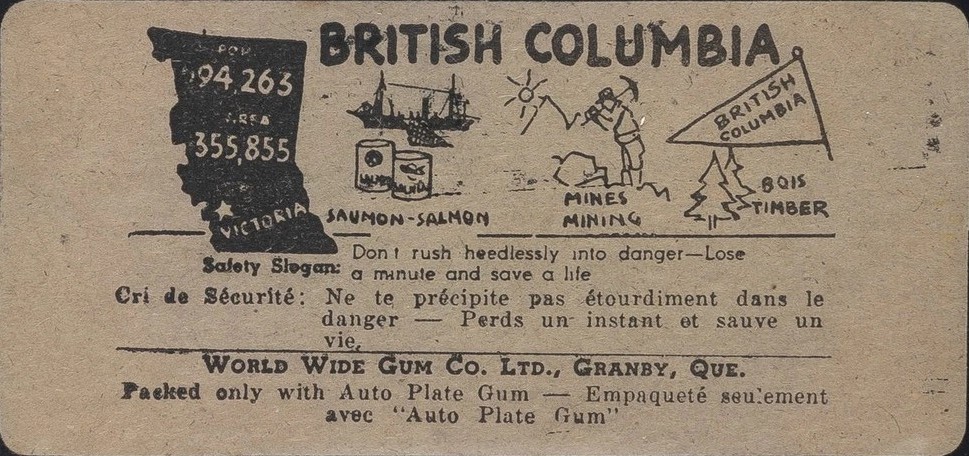 BRITISH COLUMBIA
POP.
94,263
AREA
355,855
VICTORIA
SAUMON-SALMON
MINES
MINING
BRITISH
COLUMBIA
BOIS
TIMBER
Safety Slogan: Don't rush heedlessly into danger—Lose
a minute and save a life
Cri de Sécurité: Ne te précipite pas étourdiment dans le
danger — Perds un instant et sauve un
vie.
WORLD WIDE GUM CO. LTD., GRANBY, QUE.
Packed only with Auto Plate Gum — Empaqueté seulement
avec "Auto Plate Gum"